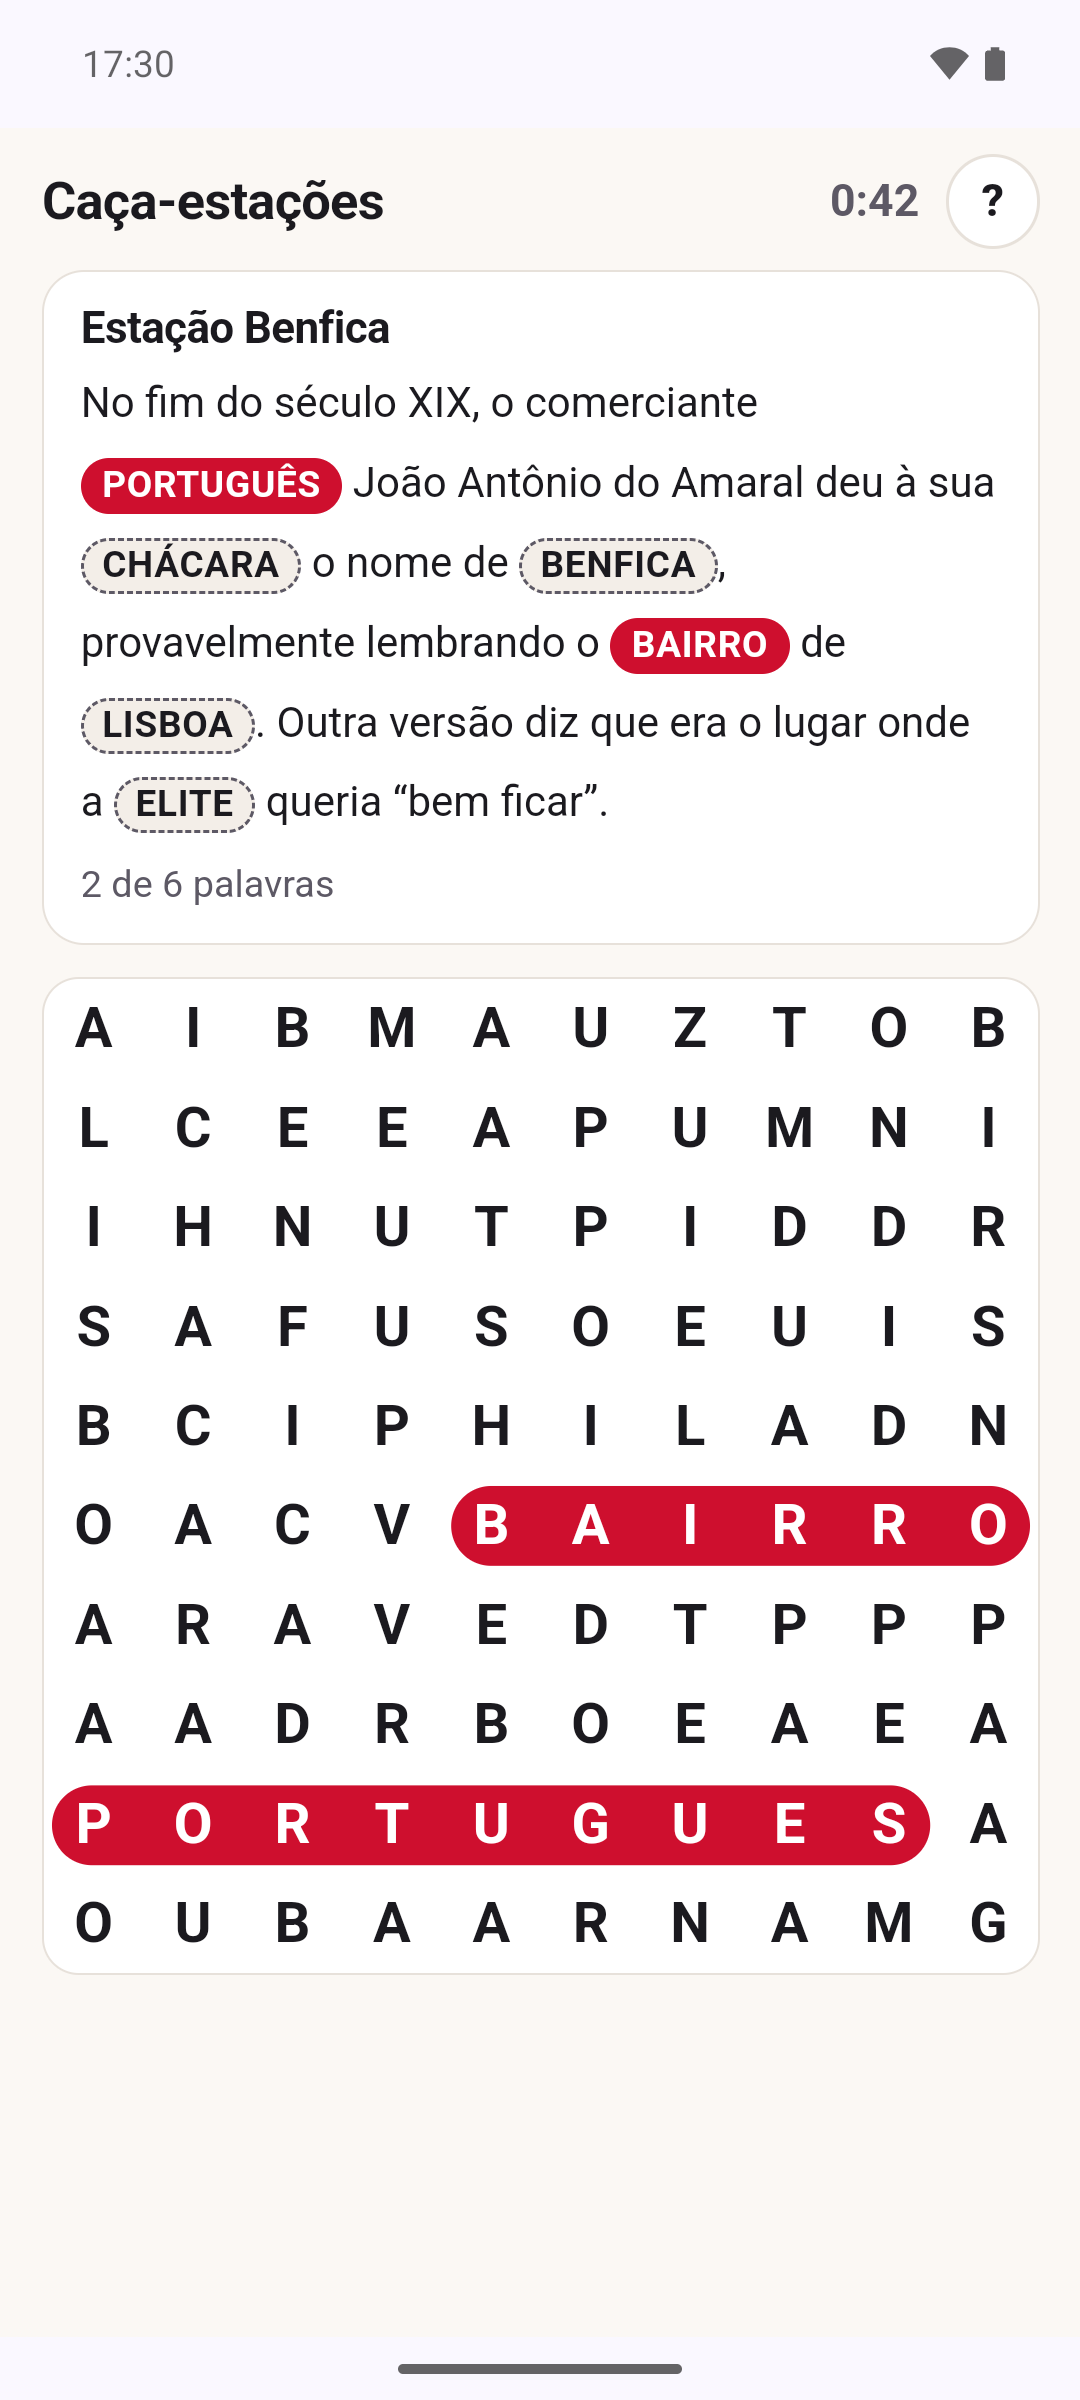 17:30
Caça-estações
0:42
?
Estação Benfica
No fim do século XIX, o comerciante
PORTUGUÊS João Antônio do Amaral deu à sua
CHÁCARA o nome de BENFICA,
provavelmente lembrando o BAIRRO de
LISBOA. Outra versão diz que era o lugar onde
a ELITE queria “bem ficar”.
2 de 6 palavras
A I B M A U Z T O B
L C E E A P U M N I
I H N U T P I D D R
S A F U S O E U I S
B C I P H I L A D N
O A C V B A I R R O
A R A V E D T P P P
A A D R B O E A E A
P O R T U G U E S A
O U B A A R N A M G